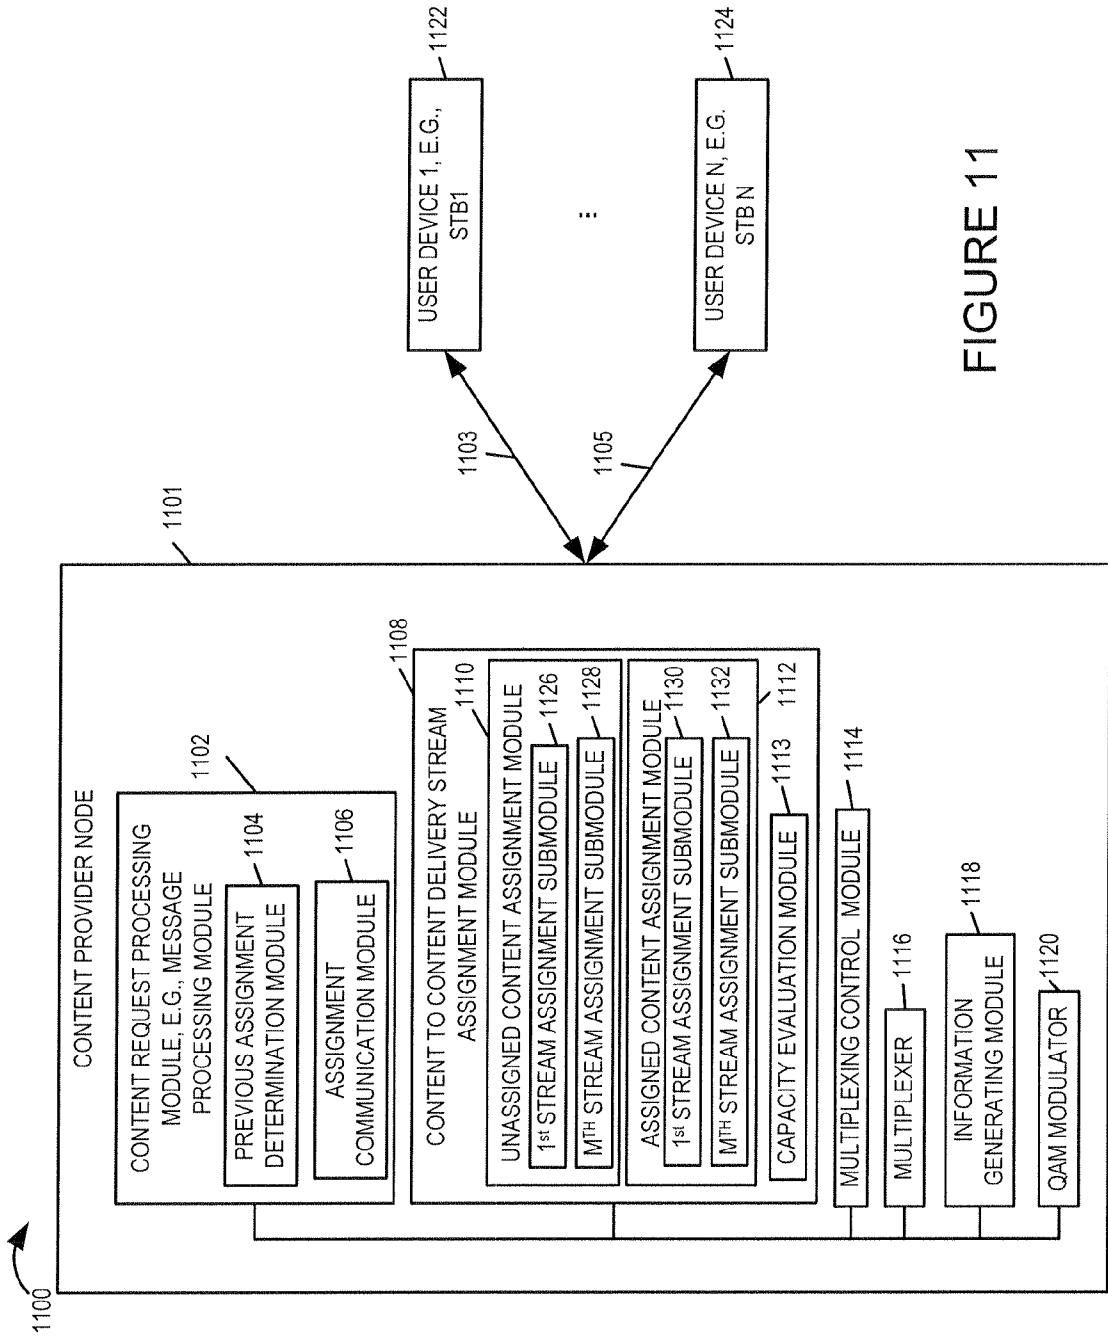 1100
CONTENT PROVIDER NODE
1101
CONTENT REQUEST PROCESSING
MODULE, E.G., MESSAGE
PROCESSING MODULE
1102
PREVIOUS ASSIGNMENT
DETERMINATION MODULE
1104
ASSIGNMENT
COMMUNICATION MODULE
1106
CONTENT TO CONTENT DELIVERY STREAM
ASSIGNMENT MODULE
1108
UNASSIGNED CONTENT ASSIGNMENT MODULE
1110
1st STREAM ASSIGNMENT SUBMODULE
1126
MTH STREAM ASSIGNMENT SUBMODULE
1128
ASSIGNED CONTENT ASSIGNMENT MODULE
1112
1st STREAM ASSIGNMENT SUBMODULE
1130
MTH STREAM ASSIGNMENT SUBMODULE
1132
CAPACITY EVALUATION MODULE
1113
MULTIPLEXING CONTROL MODULE
1114
MULTIPLEXER
1116
INFORMATION
GENERATING MODULE
1118
QAM MODULATOR
1120
1103
1105
USER DEVICE 1, E.G.,
STB1
1122
...
USER DEVICE N, E.G.
STB N
1124
FIGURE 11